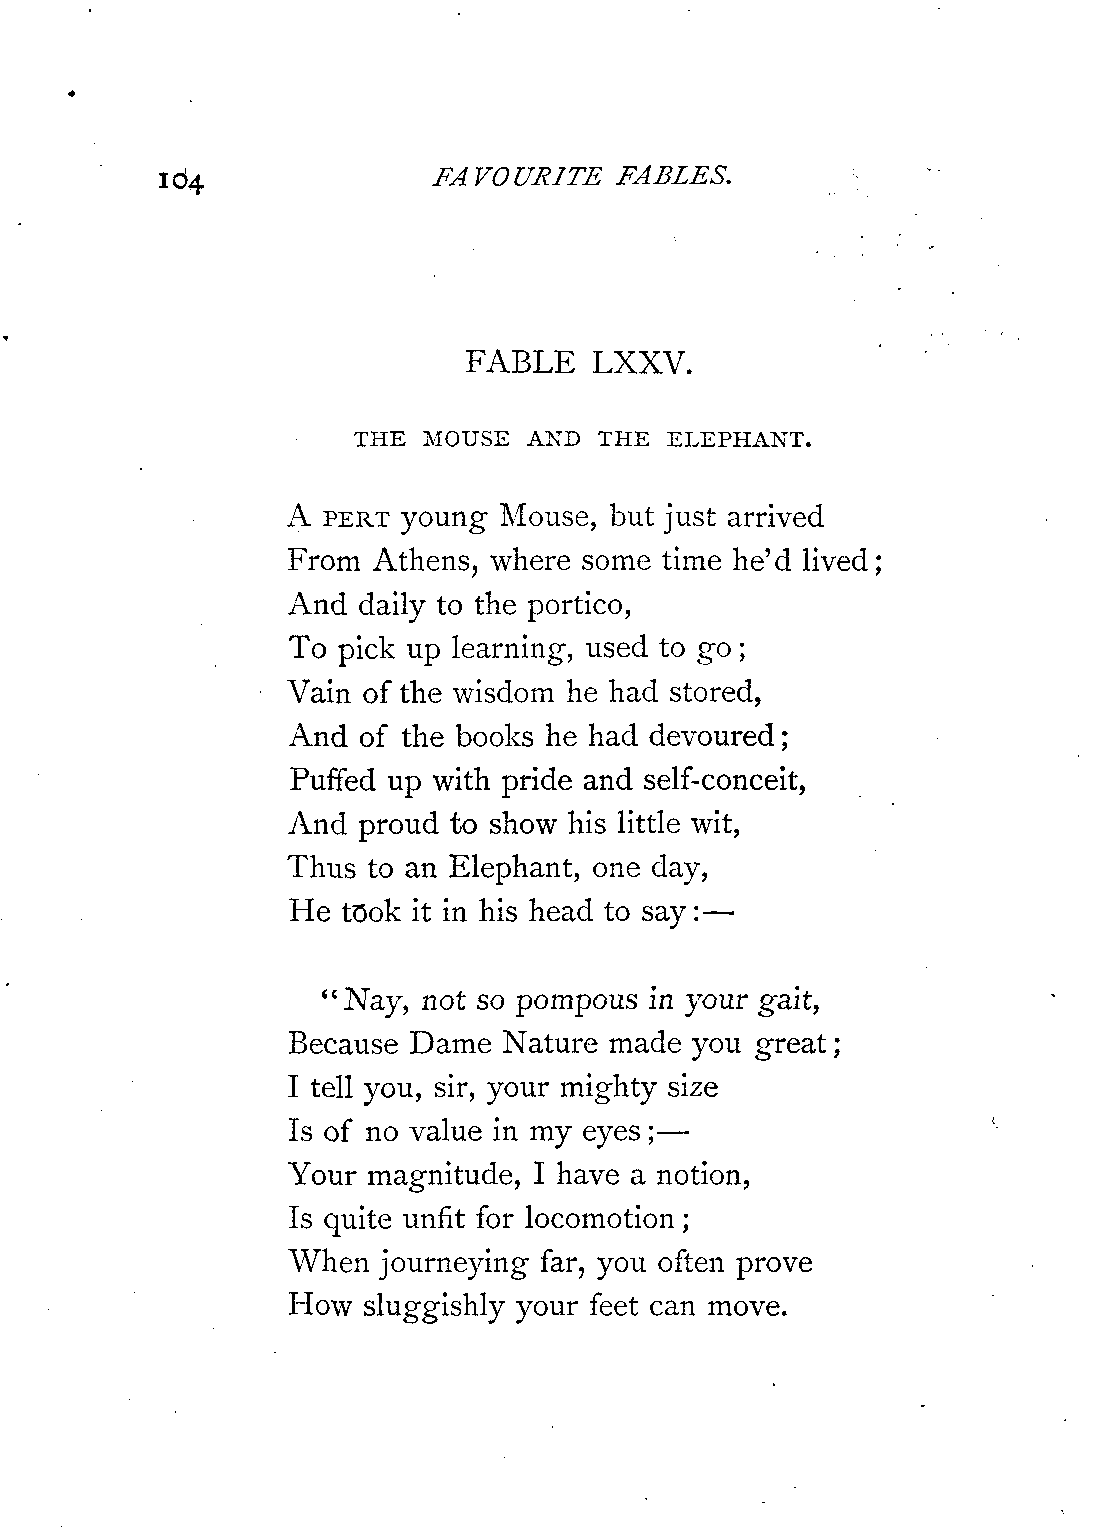 104 FAVOURITE FABLES.
FABLE LXXV.
THE MOUSE AND THE ELEPHANT.
A PERT young Mouse, but just arrived
From Athens, where some time he'd lived;
And daily to the portico,
To pick up learning, used to go;
Vain of the wisdom he had stored,
And of the books he had devoured;
Puffed up with pride and self-conceit,
And proud to show his little wit,
Thus to an Elephant, one day,
He took it in his head to say:—
"Nay, not so pompous in your gait,
Because Dame Nature made you great;
I tell you, sir, your mighty size
Is of no value in my eyes;—
Your magnitude, I have a notion,
Is quite unfit for locomotion;
When journeying far, you often prove
How sluggishly your feet can move.